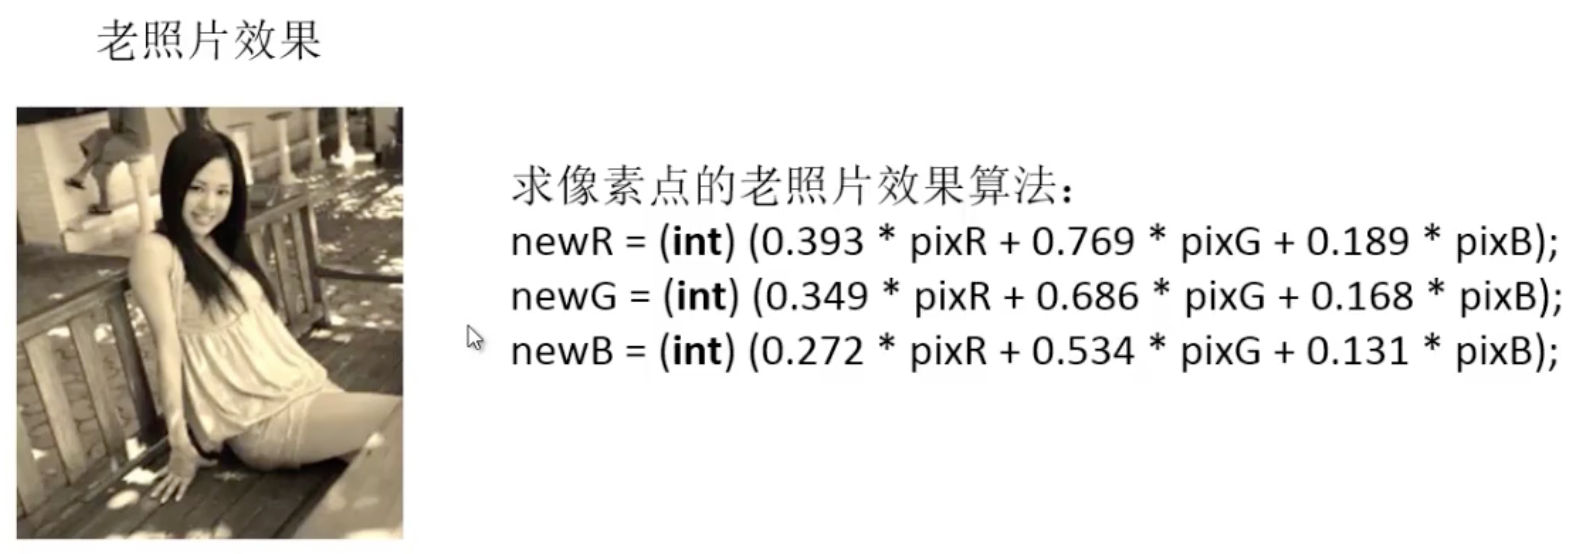 老照片效果
求像素点的老照片效果算法：
newR = (int) (0.393 * pixR + 0.769 * pixG + 0.189 * pixB);
newG = (int) (0.349 * pixR + 0.686 * pixG + 0.168 * pixB);
newB = (int) (0.272 * pixR + 0.534 * pixG + 0.131 * pixB);